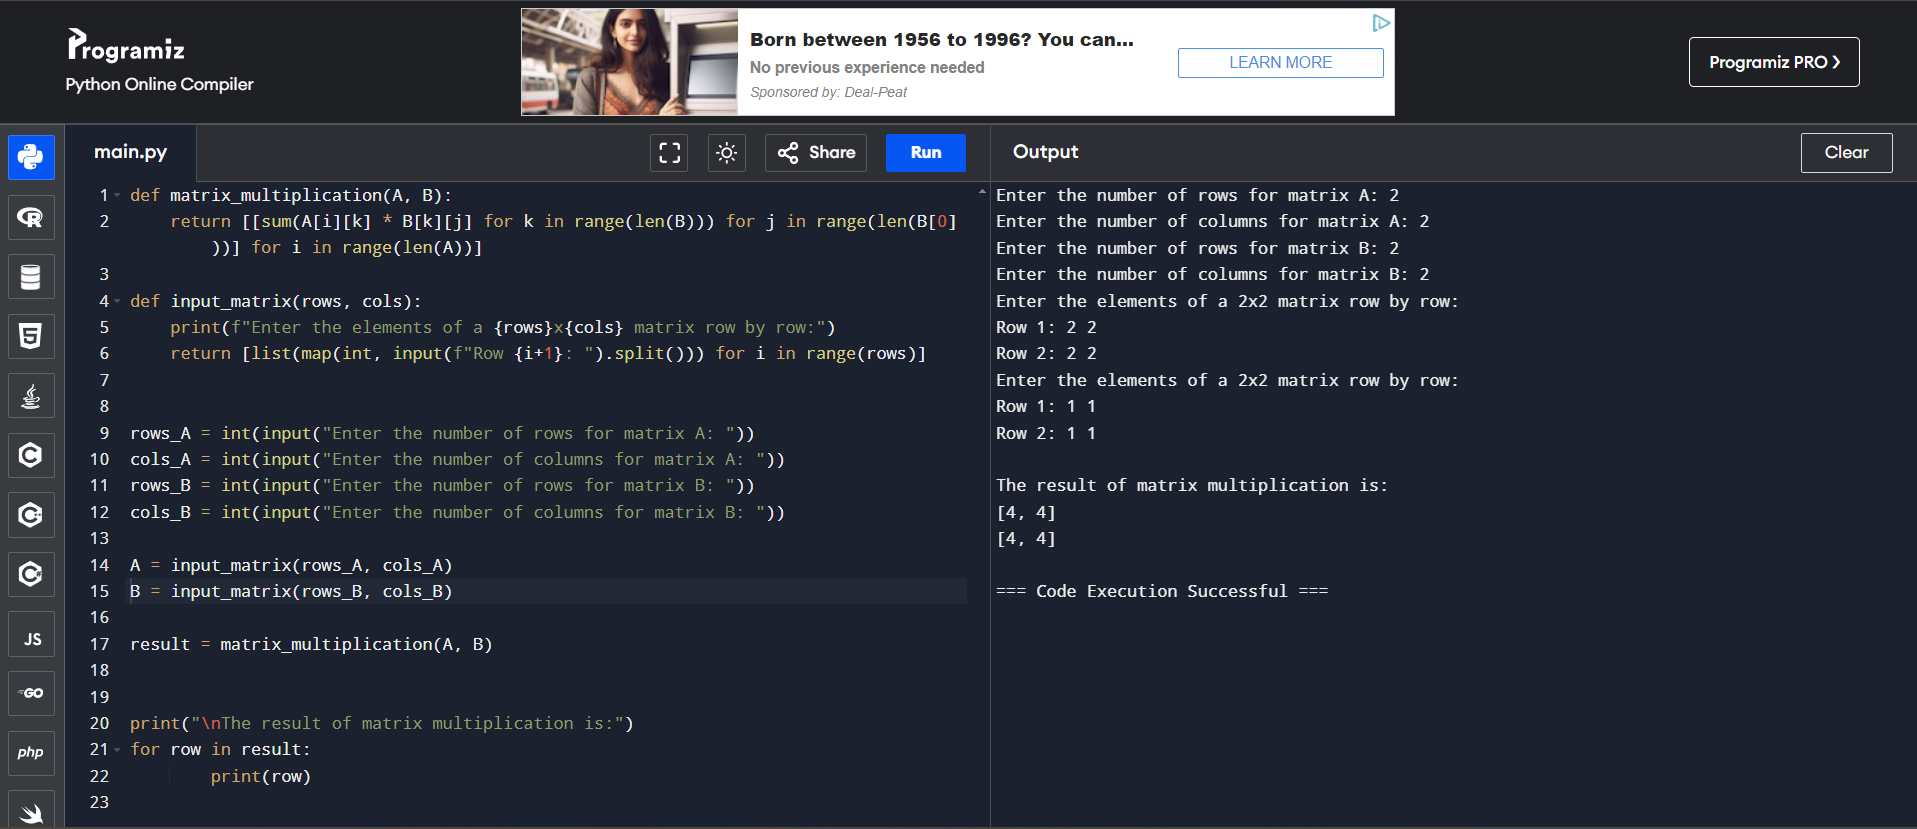 Programiz
Python Online Compiler
Born between 1956 to 1996? You can...
No previous experience needed
Sponsored by: Deal-Peat
LEARN MORE
Programiz PRO ❯
main.py
Share
Run
Output
Clear
1 def matrix_multiplication(A, B):
2     return [[sum(A[i][k] * B[k][j] for k in range(len(B))) for j in range(len(B[0]
))] for i in range(len(A))]
3
4 def input_matrix(rows, cols):
5     print(f"Enter the elements of a {rows}x{cols} matrix row by row:")
6     return [list(map(int, input(f"Row {i+1}: ").split())) for i in range(rows)]
7
8
9 rows_A = int(input("Enter the number of rows for matrix A: "))
10 cols_A = int(input("Enter the number of columns for matrix A: "))
11 rows_B = int(input("Enter the number of rows for matrix B: "))
12 cols_B = int(input("Enter the number of columns for matrix B: "))
13
14 A = input_matrix(rows_A, cols_A)
15 B = input_matrix(rows_B, cols_B)
16
17 result = matrix_multiplication(A, B)
18
19
20 print("\nThe result of matrix multiplication is:")
21 for row in result:
22         print(row)
23
Enter the number of rows for matrix A: 2
Enter the number of columns for matrix A: 2
Enter the number of rows for matrix B: 2
Enter the number of columns for matrix B: 2
Enter the elements of a 2x2 matrix row by row:
Row 1: 2 2
Row 2: 2 2
Enter the elements of a 2x2 matrix row by row:
Row 1: 1 1
Row 2: 1 1
The result of matrix multiplication is:
[4, 4]
[4, 4]
=== Code Execution Successful ===
R
5
C
C
C
JS
GO
php